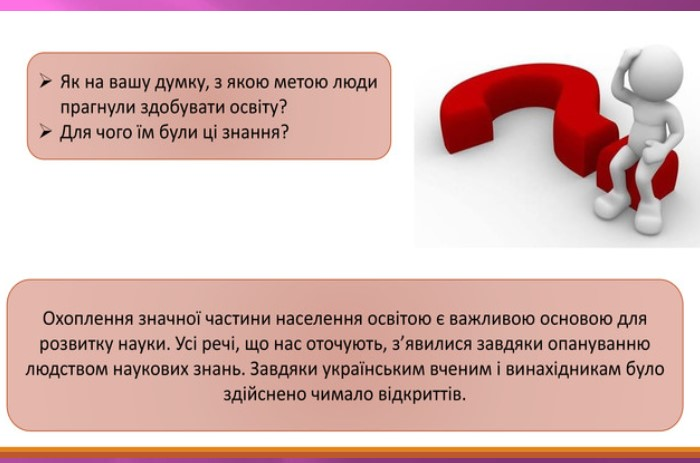 Як на вашу думку, з якою метою люди
прагнули здобувати освіту?
Для чого їм були ці знання?
Охоплення значної частини населення освітою є важливою основою для
розвитку науки. Усі речі, що нас оточують, з’явилися завдяки опануванню
людством наукових знань. Завдяки українським вченим і винахідникам було
здійснено чимало відкриттів.